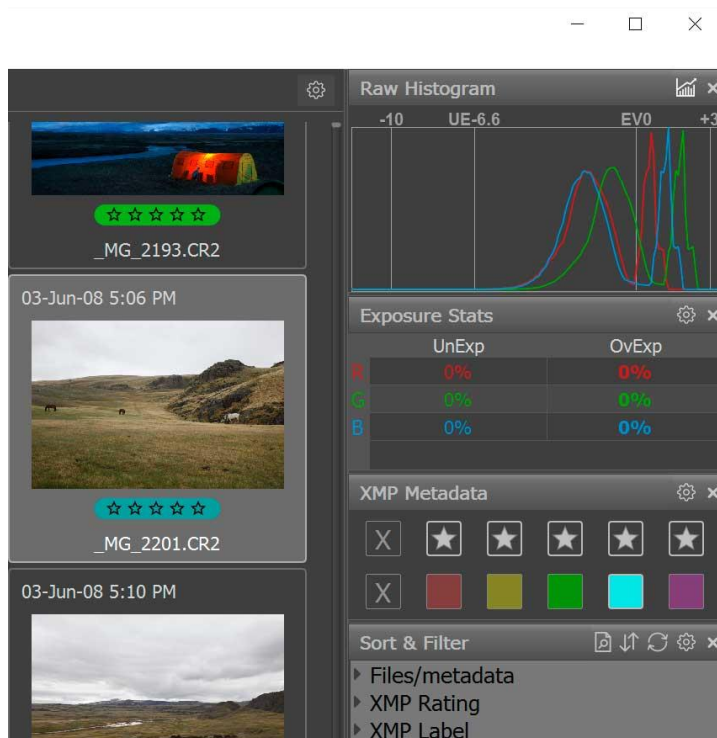 Raw Histogram
-10 UE-6.6 EV0 +3
_MG_2193.CR2
03-Jun-08 5:06 PM
Exposure Stats
UnExp OvExp
R 0% 0%
G 0% 0%
B 0% 0%
_MG_2201.CR2
XMP Metadata
X
X
03-Jun-08 5:10 PM
Sort & Filter
Files/metadata
XMP Rating
XMP Label